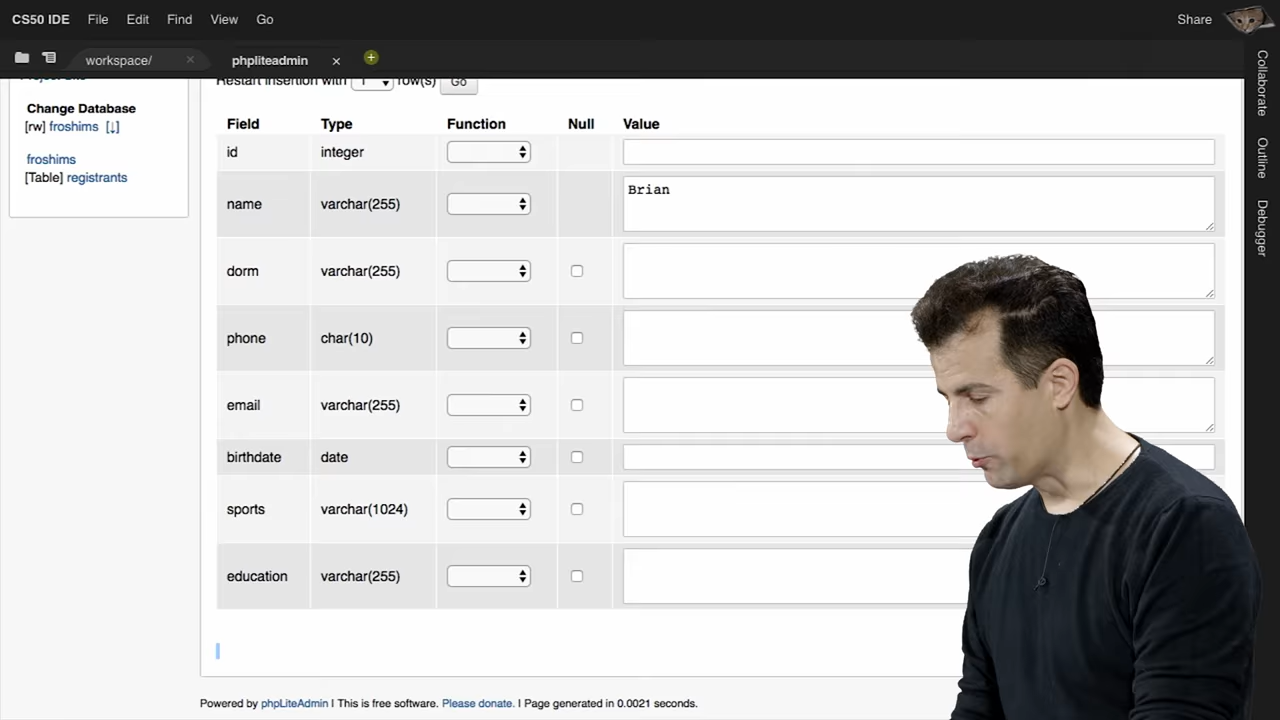 CS50 IDE File Edit View Find View Go Share
workspace/ × phpliteadmin ×
Restart insertion with 1 row(s) Go
Change Database
[rw] froshims [↓]
froshims
[Table] registrants
Field Type Function Null Value
id integer
name varchar(255) Brian
dorm varchar(255)
phone char(10)
email varchar(255)
birthdate date
sports varchar(1024)
education varchar(255)
Powered by phpLiteAdmin | This is free software. Please donate. | Page generated in 0.0021 seconds.
Collaborate
Outline
Debugger